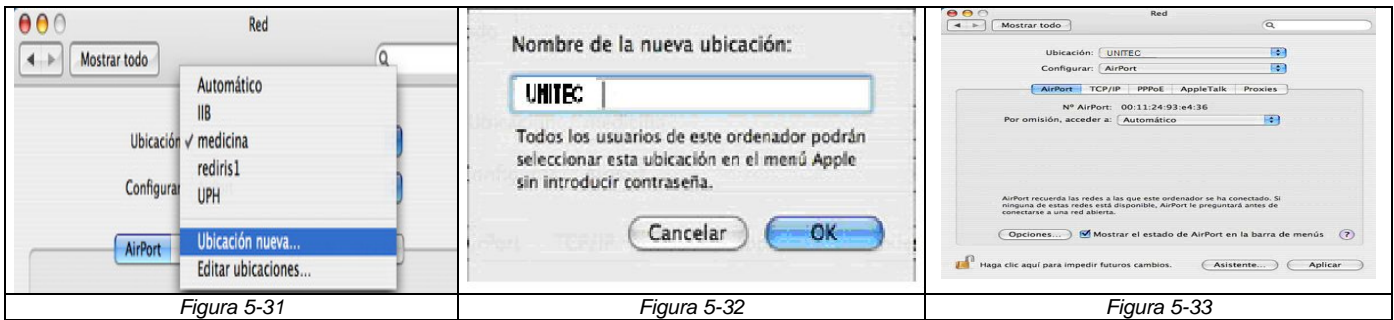 Red
Mostrar todo
Automático
IIB
Ubicación ✓ medicina
rediris1
Configurar
UPH
Ubicación nueva...
AirPort
Editar ubicaciones...
Figura 5-31
Nombre de la nueva ubicación:
UNITEC
Todos los usuarios de este ordenador podrán
seleccionar esta ubicación en el menú Apple
sin introducir contraseña.
Cancelar OK
Figura 5-32
Red
Mostrar todo
Ubicación: UNITEC
Configurar: AirPort
AirPort TCP/IP PPPoE AppleTalk Proxies
Nº AirPort: 00:11:24:93:e4:36
Por omisión, acceder a: Automático
AirPort recuerda las redes a las que este ordenador se ha conectado. Si
ninguna de estas redes está disponible, AirPort le preguntará antes de
conectarse a una red abierta.
Opciones... Mostrar el estado de AirPort en la barra de menús ?
Haga clic aquí para impedir futuros cambios. Asistente... Aplicar
Figura 5-33